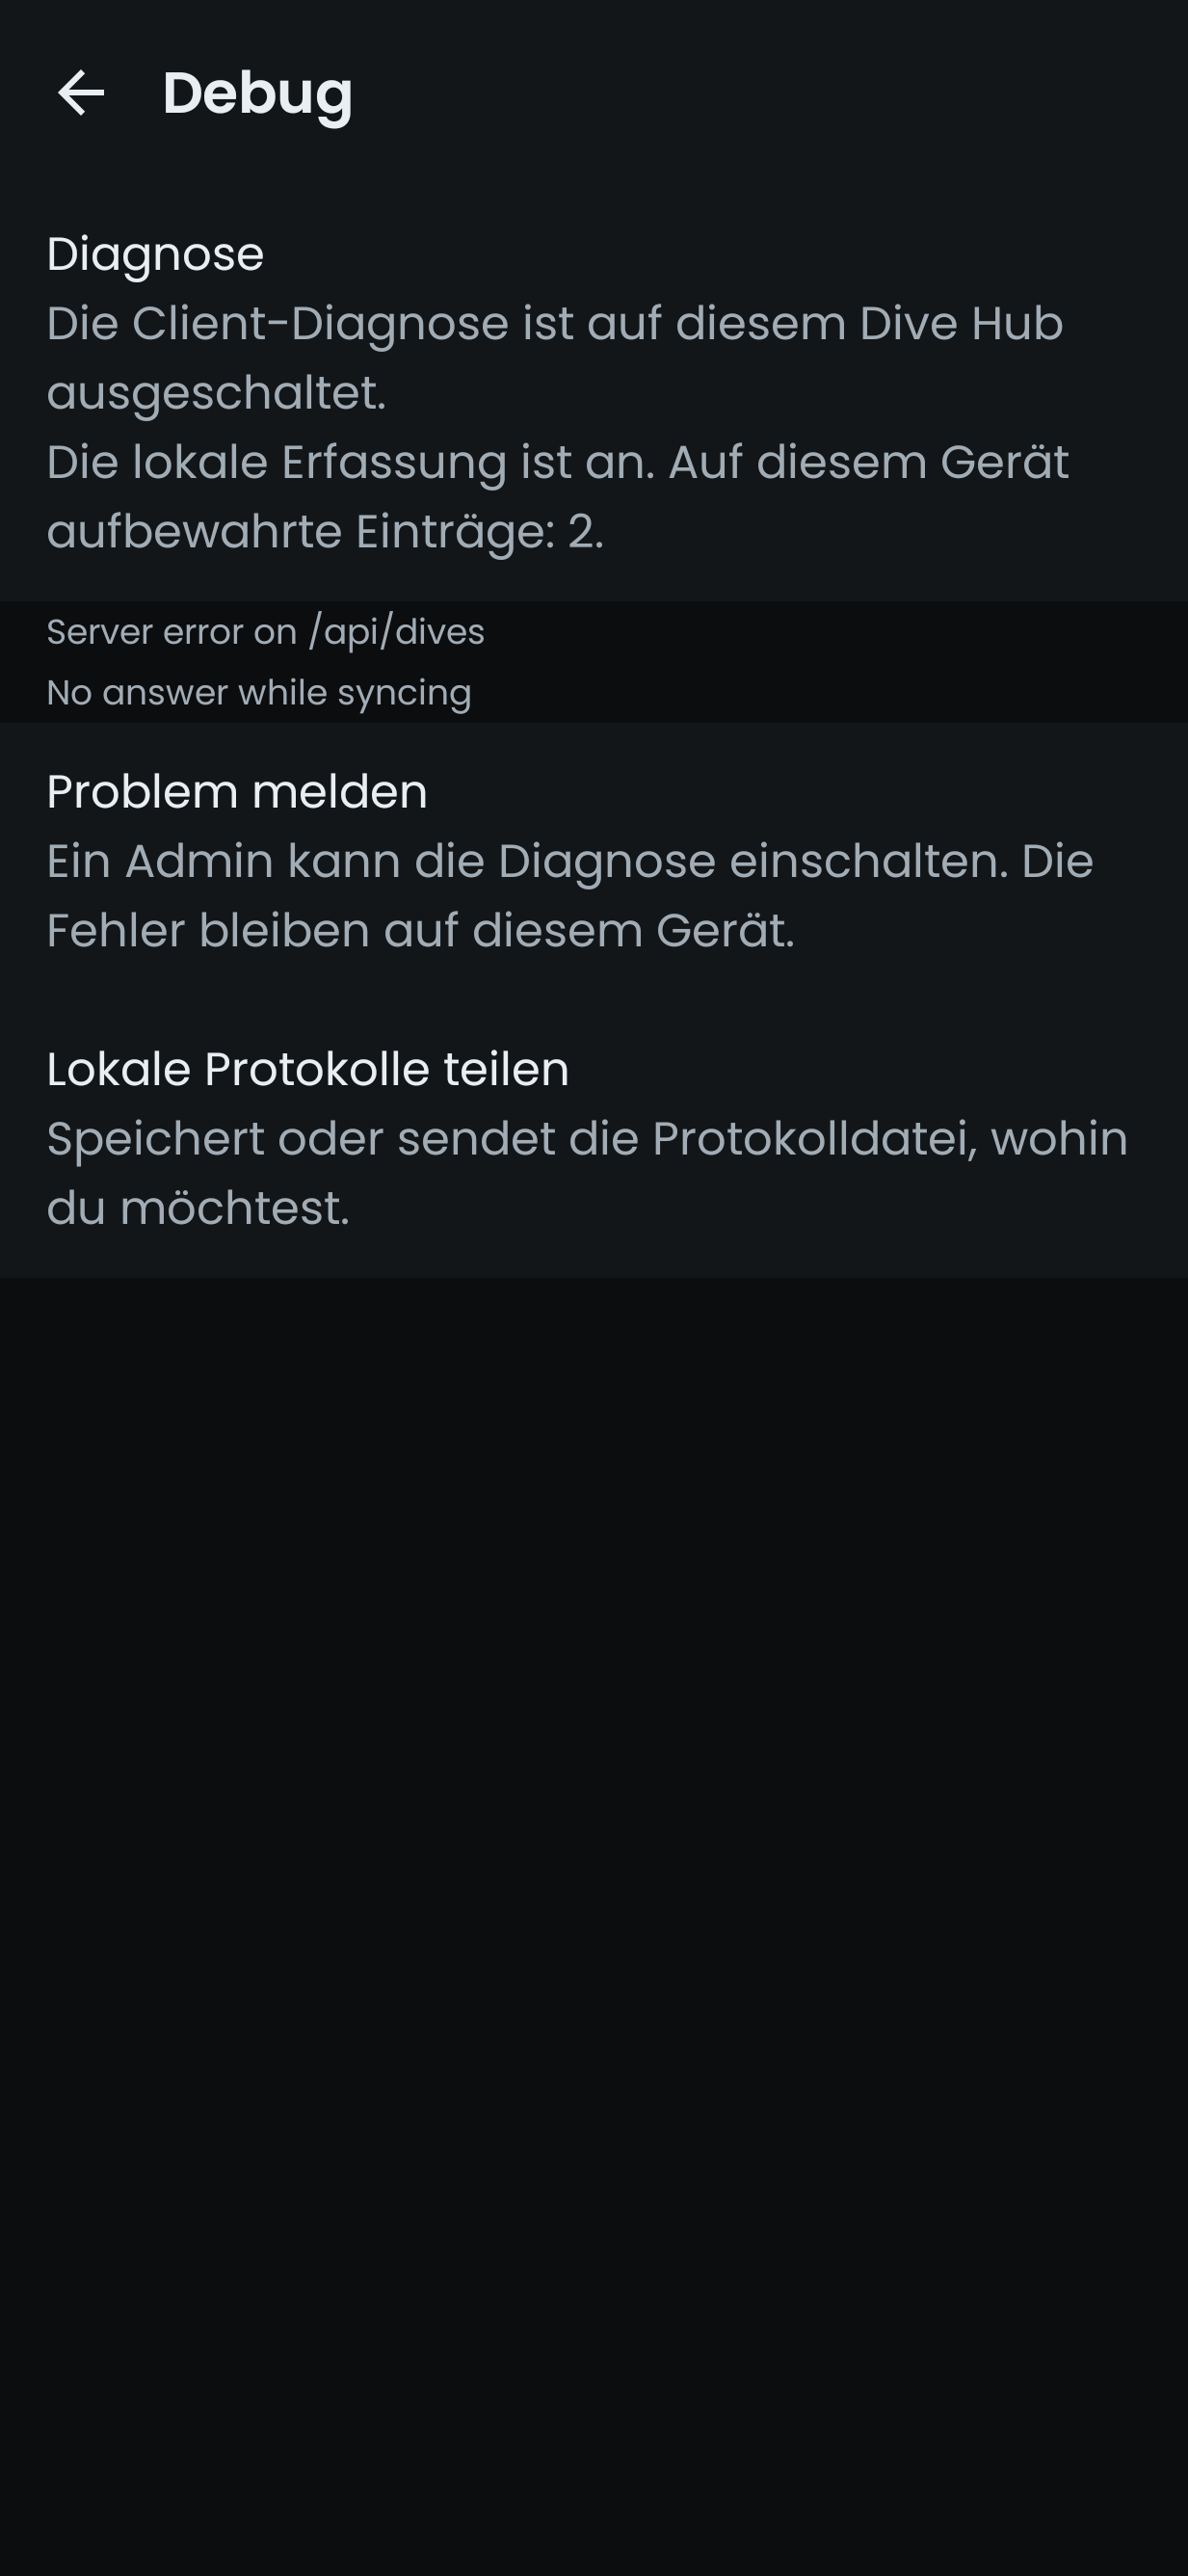 Debug
Diagnose
Die Client-Diagnose ist auf diesem Dive Hub
ausgeschaltet.
Die lokale Erfassung ist an. Auf diesem Gerät
aufbewahrte Einträge: 2.
Server error on /api/dives
No answer while syncing
Problem melden
Ein Admin kann die Diagnose einschalten. Die
Fehler bleiben auf diesem Gerät.
Lokale Protokolle teilen
Speichert oder sendet die Protokolldatei, wohin
du möchtest.